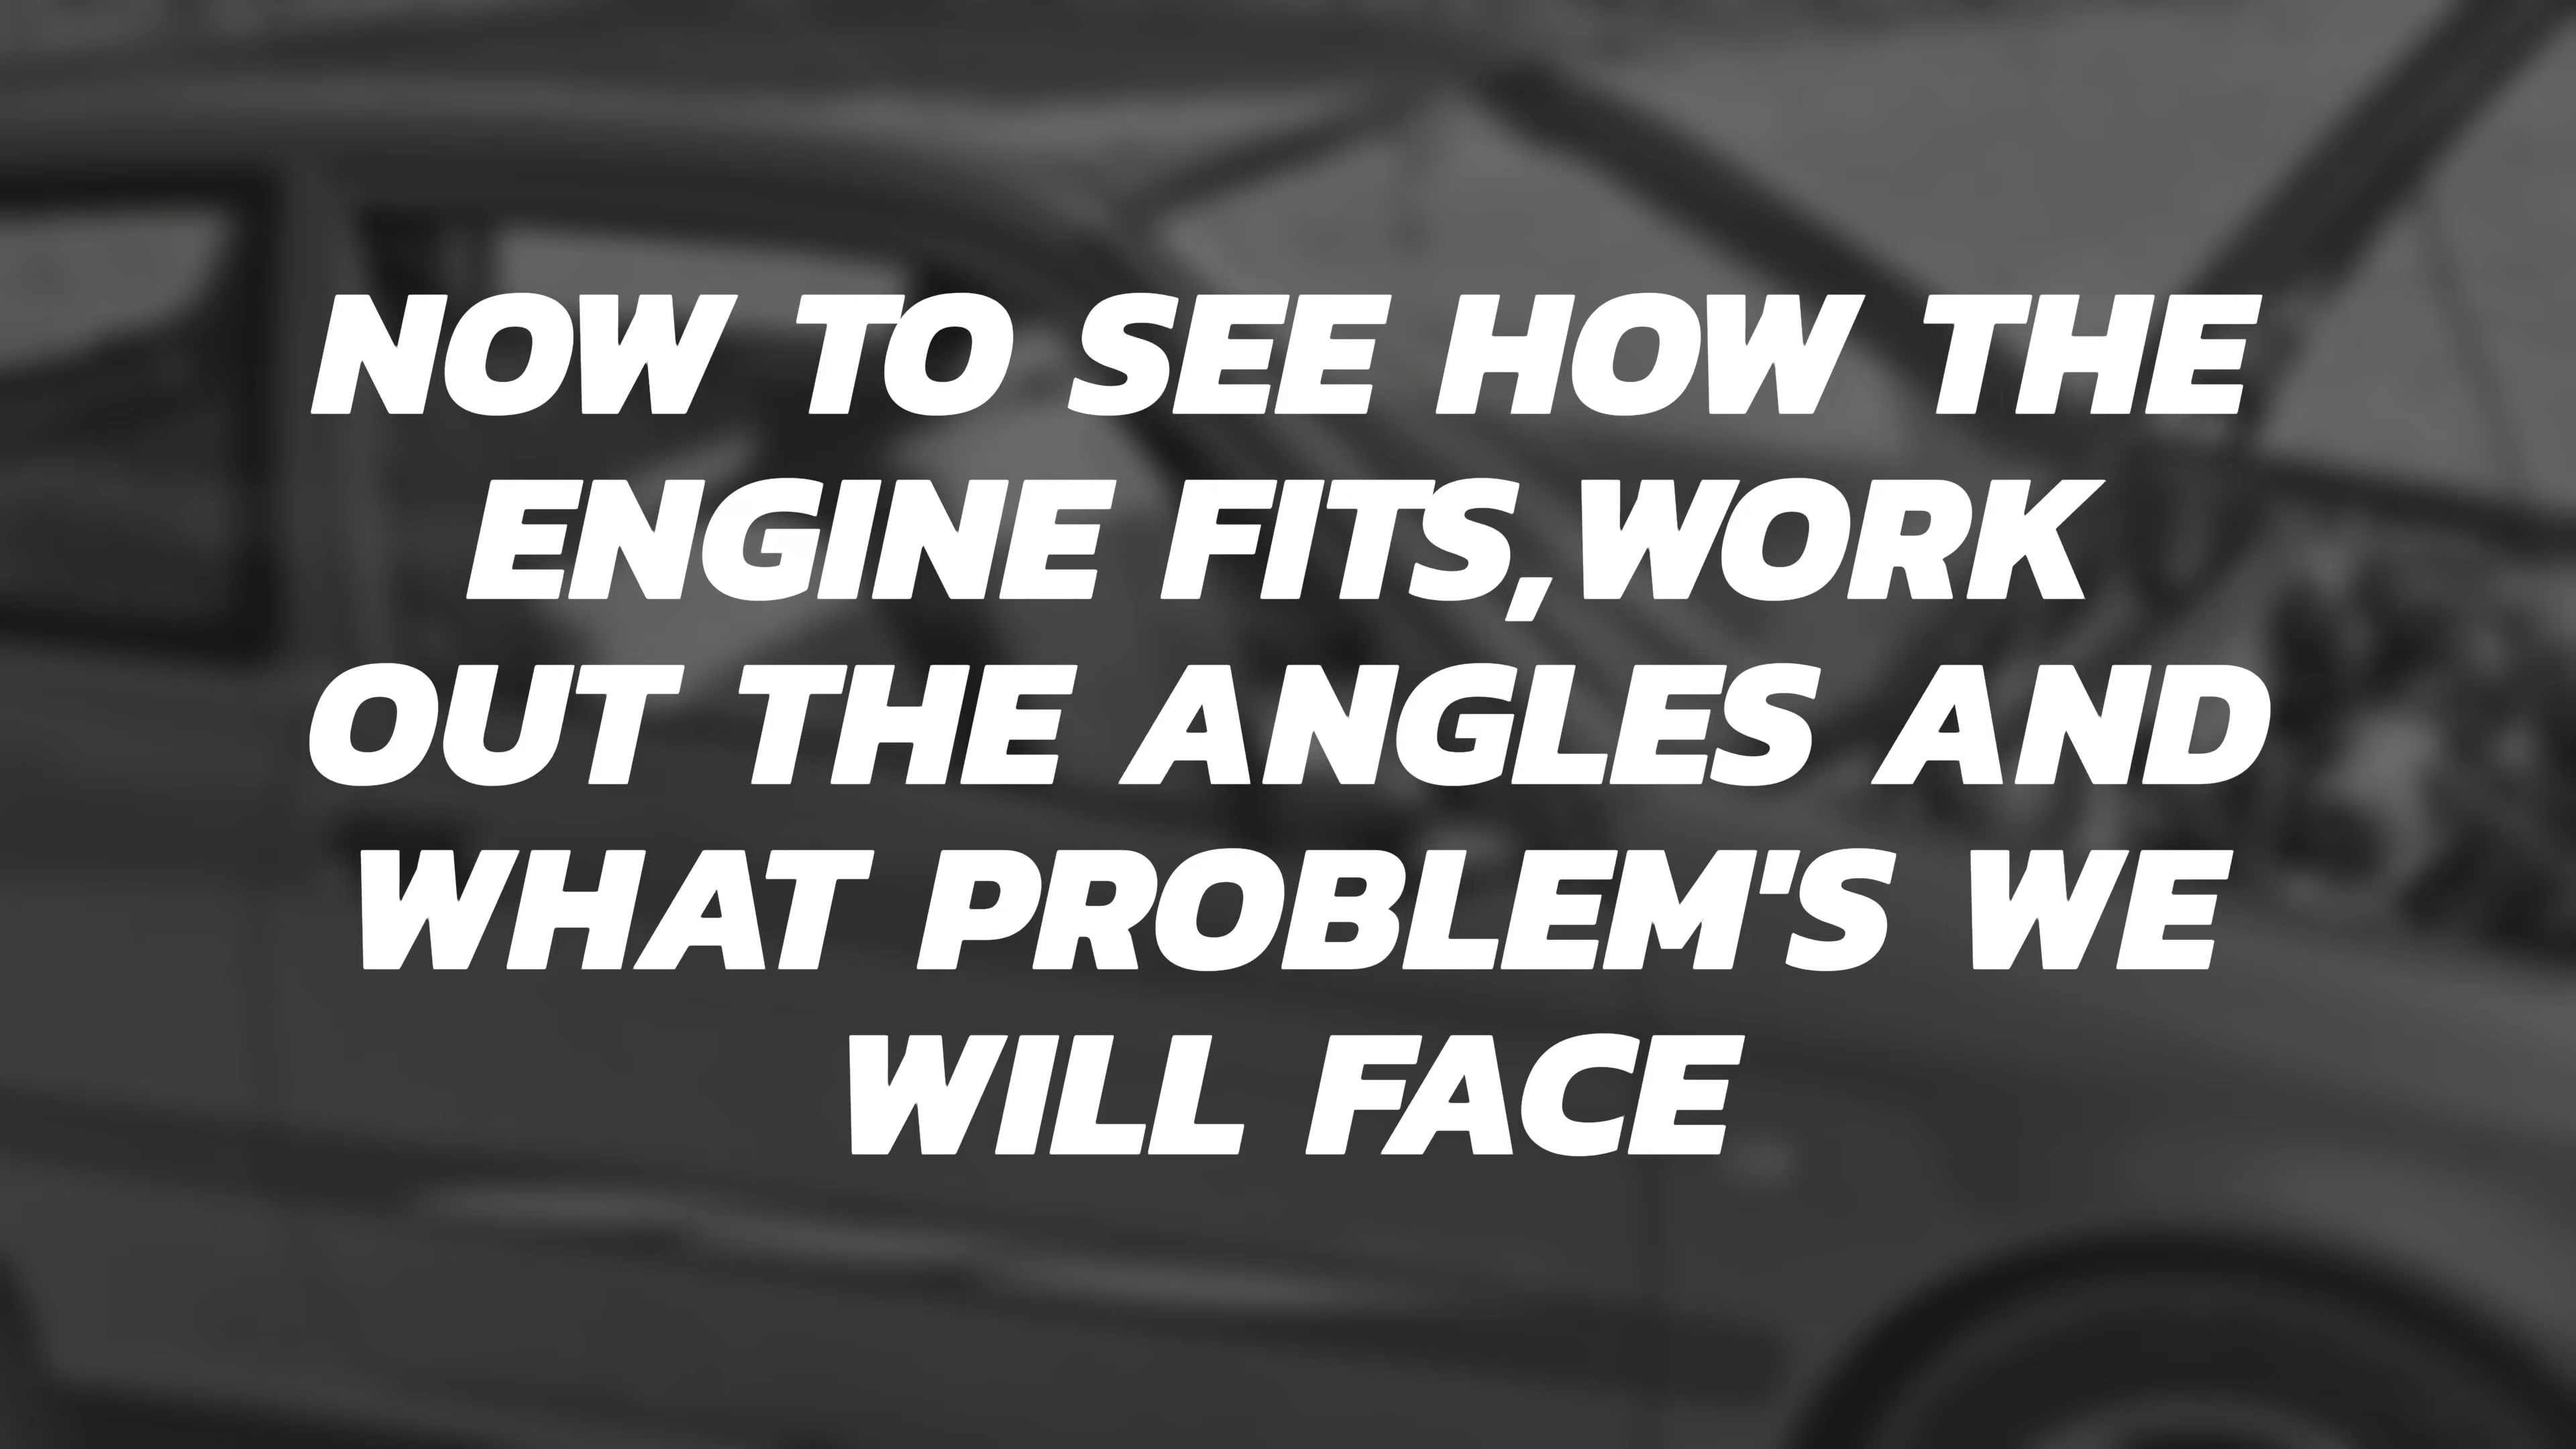 NOW TO SEE HOW THE
ENGINE FITS,WORK
OUT THE ANGLES AND
WHAT PROBLEM'S WE
WILL FACE